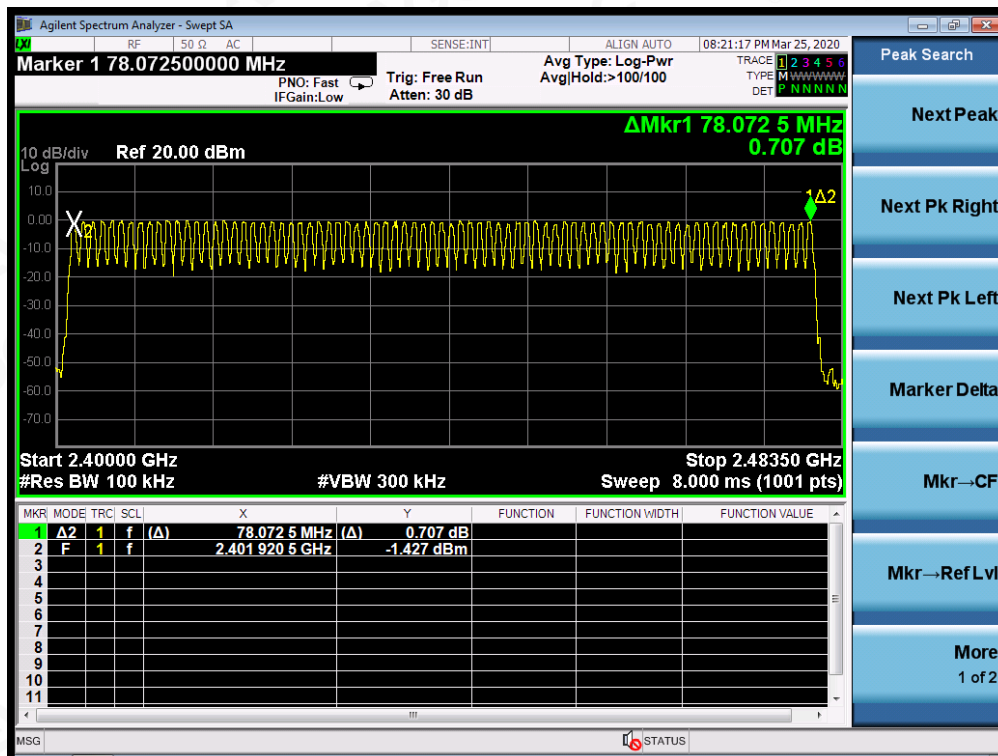 Agilent Spectrum Analyzer - Swept SA
LXI RF 50 Ω AC SENSE:INT ALIGN AUTO 08:21:17 PM Mar 25, 2020
Marker 1 78.072500000 MHz
PNO: Fast
IFGain:Low
Trig: Free Run
Atten: 30 dB
Avg Type: Log-Pwr
Avg|Hold:>100/100
TRACE 1 2 3 4 5 6
TYPE M WWWWW
DET P N N N N N
ΔMkr1 78.072 5 MHz
0.707 dB
10 dB/div Ref 20.00 dBm
Log
10.0
0.00
-10.0
-20.0
-30.0
-40.0
-50.0
-60.0
-70.0
X2
1Δ2
Start 2.40000 GHz Stop 2.48350 GHz
#Res BW 100 kHz #VBW 300 kHz Sweep 8.000 ms (1001 pts)
MKR MODE TRC SCL X Y FUNCTION FUNCTION WIDTH FUNCTION VALUE
1 Δ2 1 f (Δ) 78.072 5 MHz (Δ) 0.707 dB
2 F 1 f 2.401 920 5 GHz -1.427 dBm
3
4
5
6
7
8
9
10
11
MSG STATUS
Peak Search
Next Peak
Next Pk Right
Next Pk Left
Marker Delta
Mkr→CF
Mkr→Ref Lvl
More
1 of 2